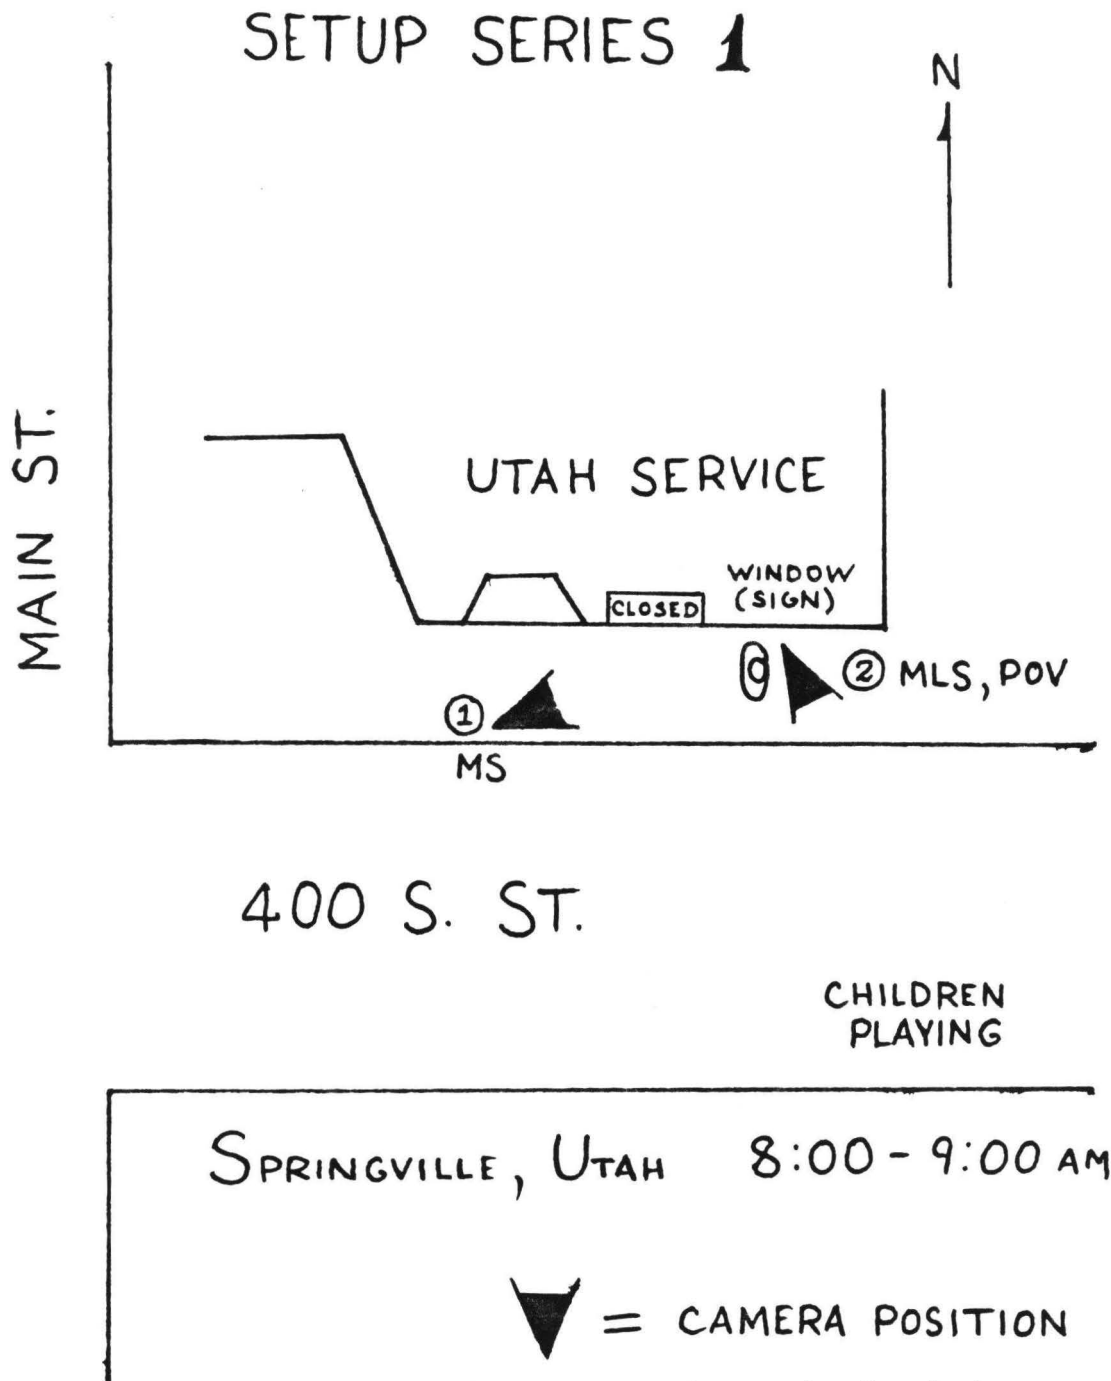 SETUP SERIES 1
N
MAIN ST.
UTAH SERVICE
WINDOW
(SIGN)
CLOSED
1
MS
2 MLS, POV
400 S. ST.
CHILDREN
PLAYING
SPRINGVILLE, UTAH 8:00 - 9:00 AM
= CAMERA POSITION